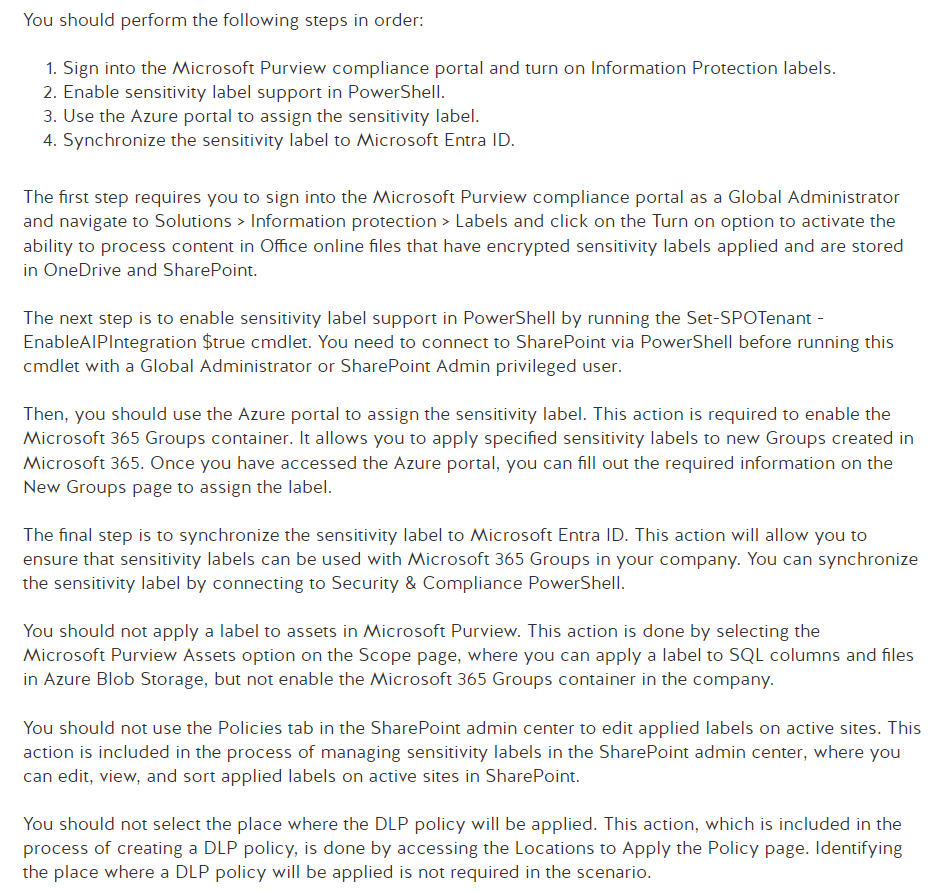 You should perform the following steps in order:
1. Sign into the Microsoft Purview compliance portal and turn on Information Protection labels.
2. Enable sensitivity label support in PowerShell.
3. Use the Azure portal to assign the sensitivity label.
4. Synchronize the sensitivity label to Microsoft Entra ID.
The first step requires you to sign into the Microsoft Purview compliance portal as a Global Administrator
and navigate to Solutions > Information protection > Labels and click on the Turn on option to activate the
ability to process content in Office online files that have encrypted sensitivity labels applied and are stored
in OneDrive and SharePoint.
The next step is to enable sensitivity label support in PowerShell by running the Set-SPOTenant -
EnableAIPIntegration $true cmdlet. You need to connect to SharePoint via PowerShell before running this
cmdlet with a Global Administrator or SharePoint Admin privileged user.
Then, you should use the Azure portal to assign the sensitivity label. This action is required to enable the
Microsoft 365 Groups container. It allows you to apply specified sensitivity labels to new Groups created in
Microsoft 365. Once you have accessed the Azure portal, you can fill out the required information on the
New Groups page to assign the label.
The final step is to synchronize the sensitivity label to Microsoft Entra ID. This action will allow you to
ensure that sensitivity labels can be used with Microsoft 365 Groups in your company. You can synchronize
the sensitivity label by connecting to Security & Compliance PowerShell.
You should not apply a label to assets in Microsoft Purview. This action is done by selecting the
Microsoft Purview Assets option on the Scope page, where you can apply a label to SQL columns and files
in Azure Blob Storage, but not enable the Microsoft 365 Groups container in the company.
You should not use the Policies tab in the SharePoint admin center to edit applied labels on active sites. This
action is included in the process of managing sensitivity labels in the SharePoint admin center, where you
can edit, view, and sort applied labels on active sites in SharePoint.
You should not select the place where the DLP policy will be applied. This action, which is included in the
process of creating a DLP policy, is done by accessing the Locations to Apply the Policy page. Identifying
the place where a DLP policy will be applied is not required in the scenario.